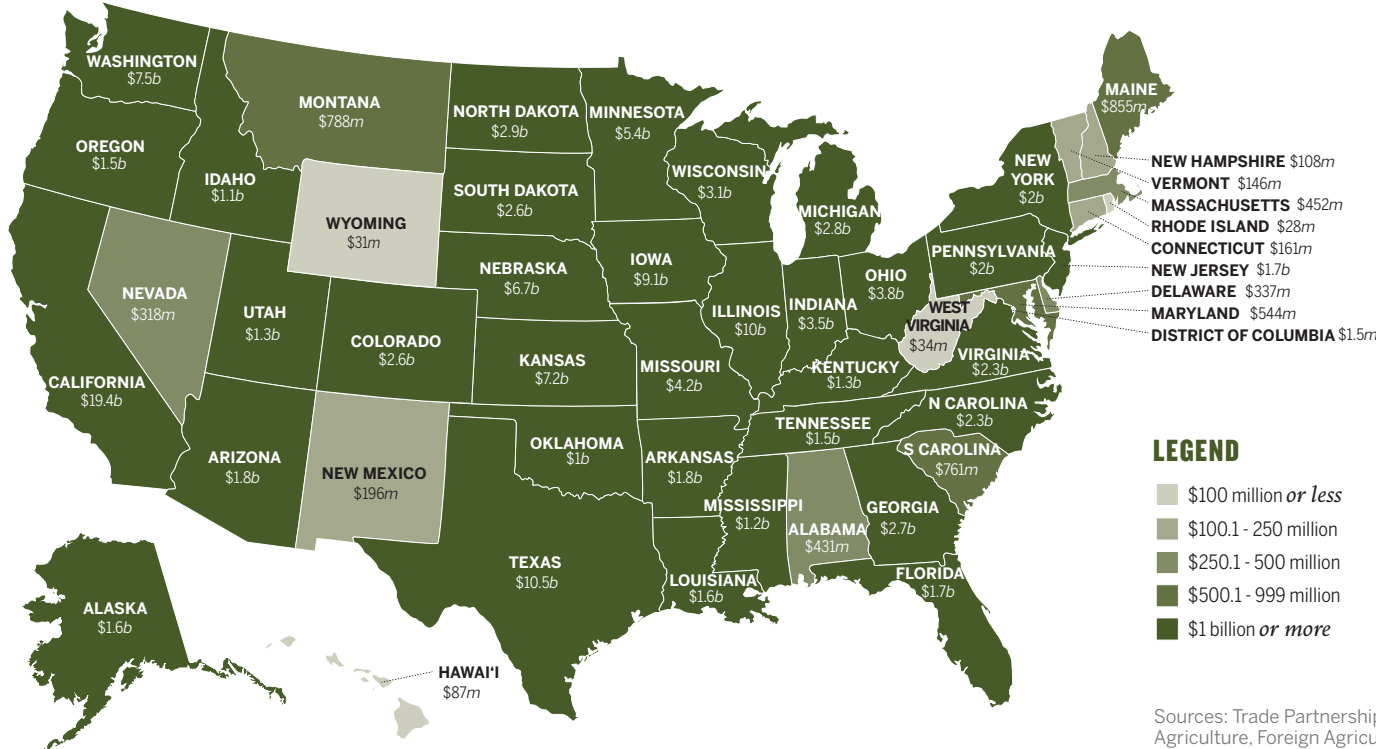 WASHINGTON
$7.5b
OREGON
$1.5b
CALIFORNIA
$19.4b
NEVADA
$318m
IDAHO
$1.1b
MONTANA
$788m
WYOMING
$31m
UTAH
$1.3b
COLORADO
$2.6b
ARIZONA
$1.8b
NEW MEXICO
$196m
NORTH DAKOTA
$2.9b
SOUTH DAKOTA
$2.6b
NEBRASKA
$6.7b
KANSAS
$7.2b
OKLAHOMA
$1b
TEXAS
$10.5b
MINNESOTA
$5.4b
IOWA
$9.1b
MISSOURI
$4.2b
ARKANSAS
$1.8b
LOUISIANA
$1.6b
WISCONSIN
$3.1b
ILLINOIS
$10b
MICHIGAN
$2.8b
INDIANA
$3.5b
OHIO
$3.8b
KENTUCKY
$1.3b
TENNESSEE
$1.5b
MISSISSIPPI
$1.2b
ALABAMA
$431m
GEORGIA
$2.7b
FLORIDA
$1.7b
S CAROLINA
$761m
N CAROLINA
$2.3b
VIRGINIA
$2.3b
WEST
VIRGINIA
$34m
PENNSYLVANIA
$2b
NEW
YORK
$2b
MAINE
$855m
NEW HAMPSHIRE $108m
VERMONT $146m
MASSACHUSETTS $452m
RHODE ISLAND $28m
CONNECTICUT $161m
NEW JERSEY $1.7b
DELAWARE $337m
MARYLAND $544m
DISTRICT OF COLUMBIA $1.5m
ALASKA
$1.6b
HAWAI‘I
$87m
LEGEND
$100 million or less
$100.1 - 250 million
$250.1 - 500 million
$500.1 - 999 million
$1 billion or more
Sources: Trade Partnership
Agriculture, Foreign